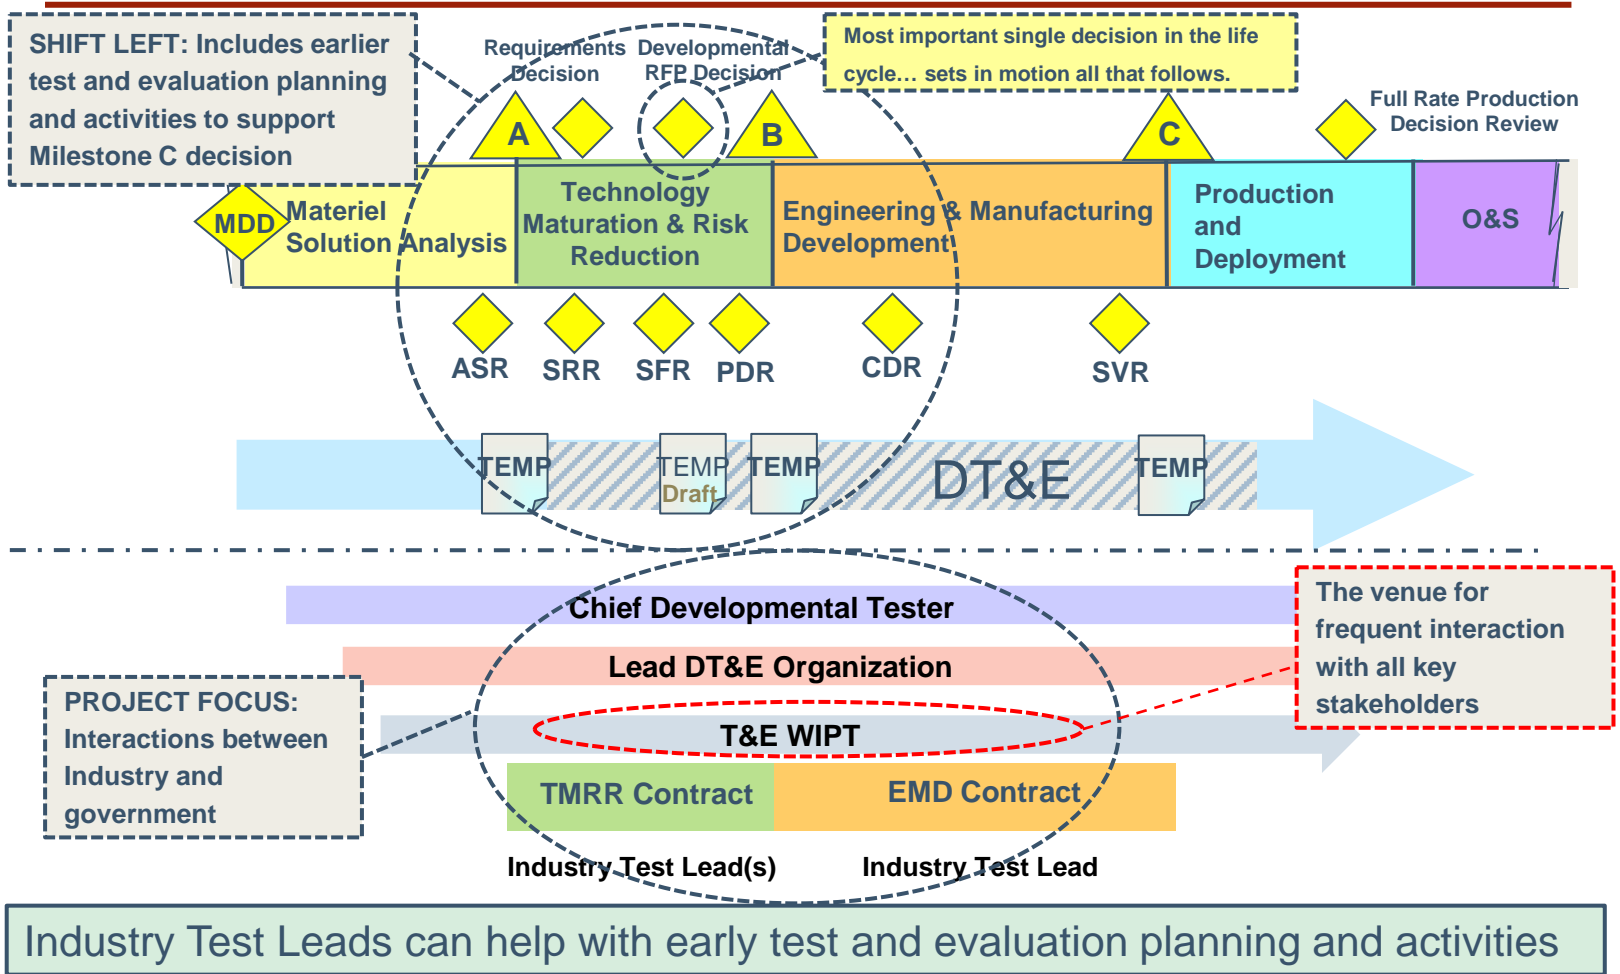 SHIFT LEFT: Includes earlier
test and evaluation planning
and activities to support
Milestone C decision
Requirements
Decision
Developmental
RFP Decision
Most important single decision in the life
cycle… sets in motion all that follows.
Full Rate Production
Decision Review
A
B
C
MDD
Materiel
Solution Analysis
Technology
Maturation & Risk
Reduction
Engineering & Manufacturing
Development
Production
and
Deployment
O&S
ASR
SRR
SFR
PDR
CDR
SVR
TEMP
TEMP
Draft
TEMP
DT&E
TEMP
Chief Developmental Tester
Lead DT&E Organization
T&E WIPT
The venue for
frequent interaction
with all key
stakeholders
PROJECT FOCUS:
Interactions between
Industry and
government
TMRR Contract
EMD Contract
Industry Test Lead(s)
Industry Test Lead
Industry Test Leads can help with early test and evaluation planning and activities